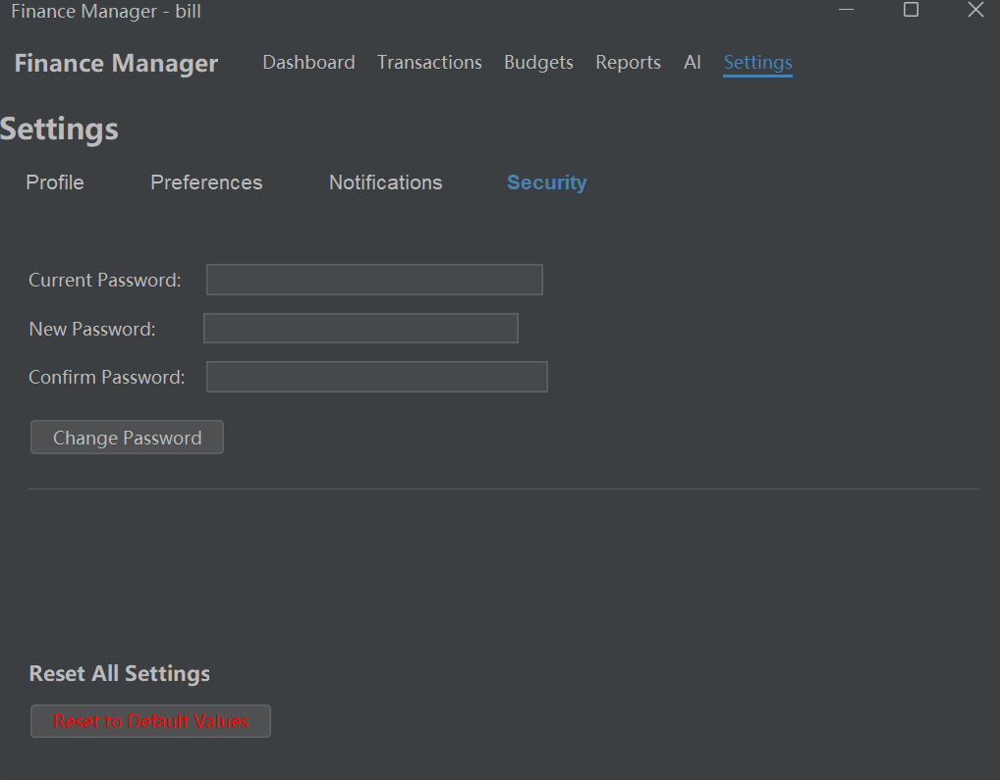 Finance Manager - bill
Finance Manager Dashboard Transactions Budgets Reports AI Settings
Settings
Profile Preferences Notifications Security
Current Password:
New Password:
Confirm Password:
Change Password
Reset All Settings
Reset to Default Values